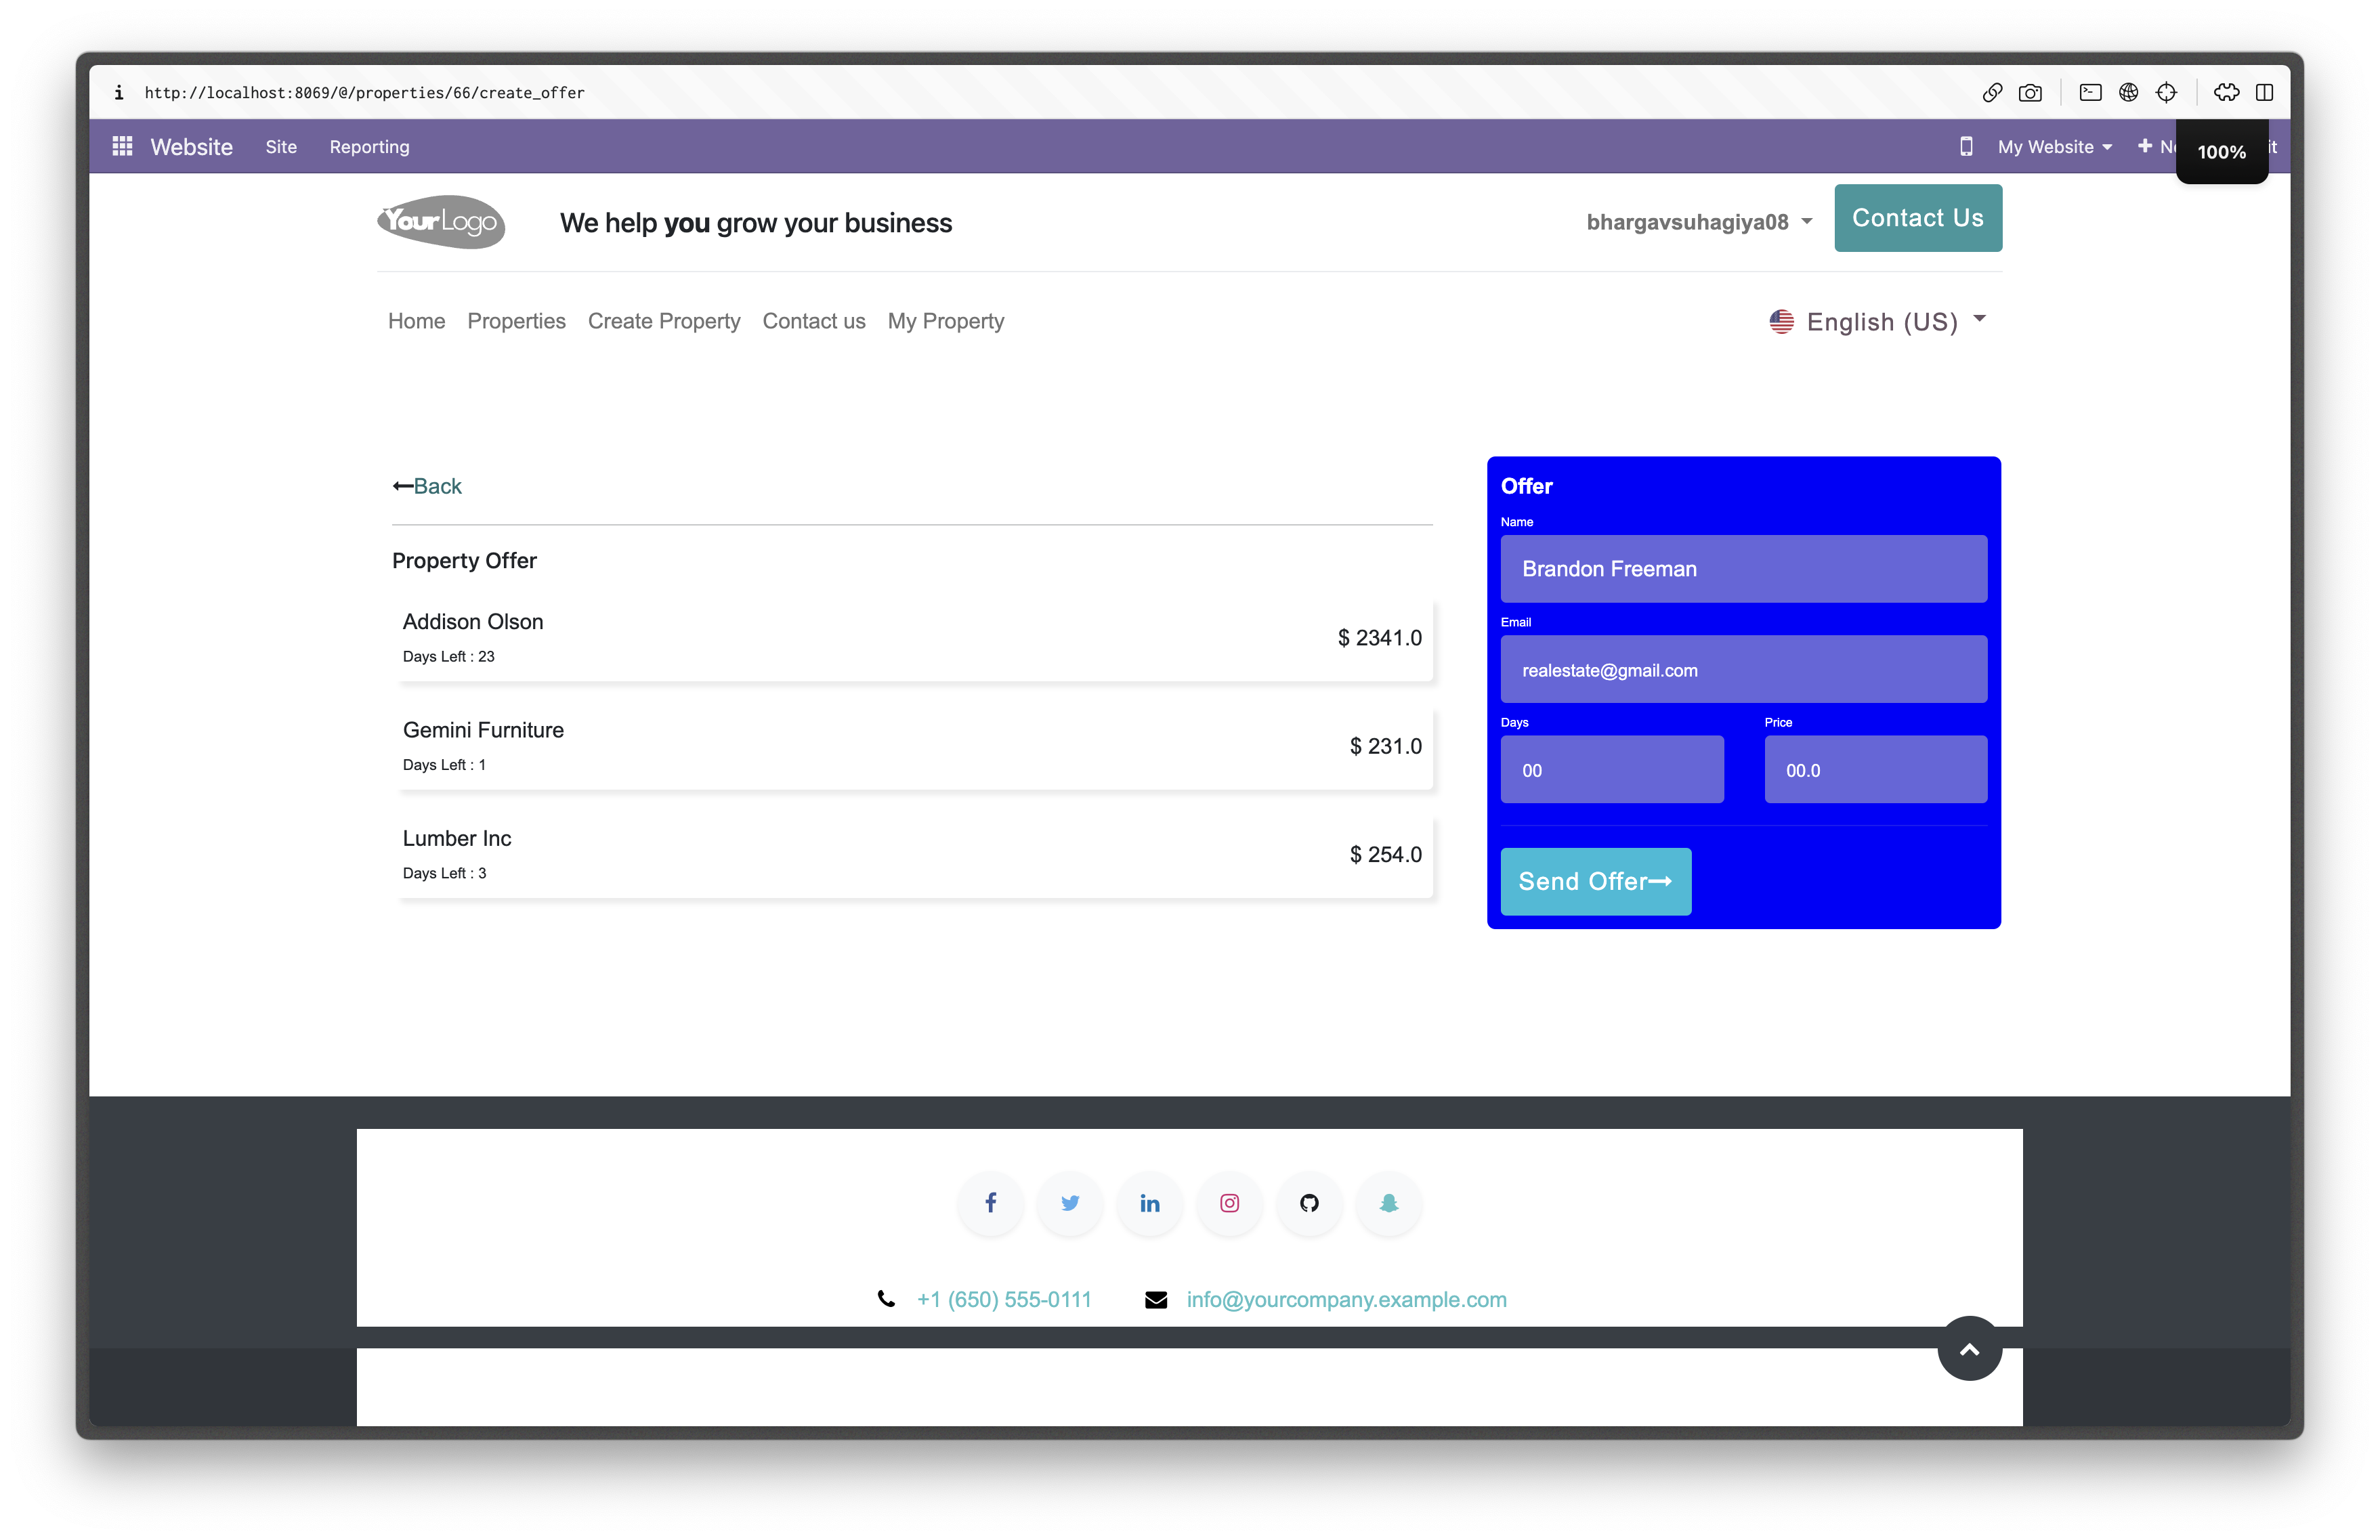 http://localhost:8069/@/properties/66/create_offer
Website Site Reporting My Website
100%
YourLogo We help you grow your business bhargavsuhagiya08 Contact Us
Home Properties Create Property Contact us My Property English (US)
Back
Property Offer
Addison Olson
$ 2341.0
Days Left : 23
Gemini Furniture
$ 231.0
Days Left : 1
Lumber Inc
$ 254.0
Days Left : 3
Offer
Name
Brandon Freeman
Email
realestate@gmail.com
Days Price
00 00.0
Send Offer
+1 (650) 555-0111 info@yourcompany.example.com